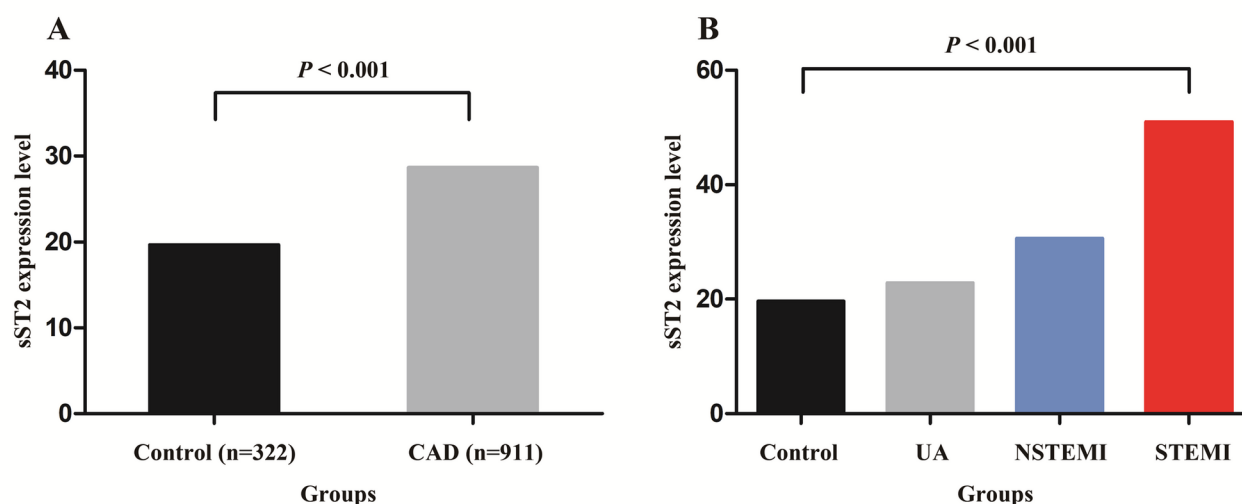 A
P < 0.001
40
30
20
10
0
sST2 expression level
Control (n=322)
CAD (n=911)
Groups
B
P < 0.001
60
40
20
0
sST2 expression level
Control
UA
NSTEMI
STEMI
Groups